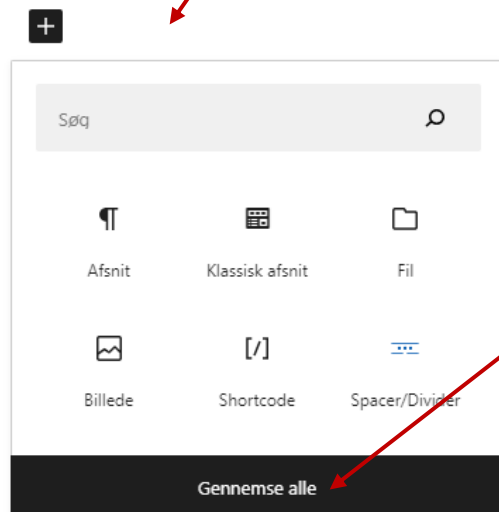 Søg
Afsnit Klassisk afsnit Fil
[/]
Billede Shortcode Spacer/Divider
Gennemse alle